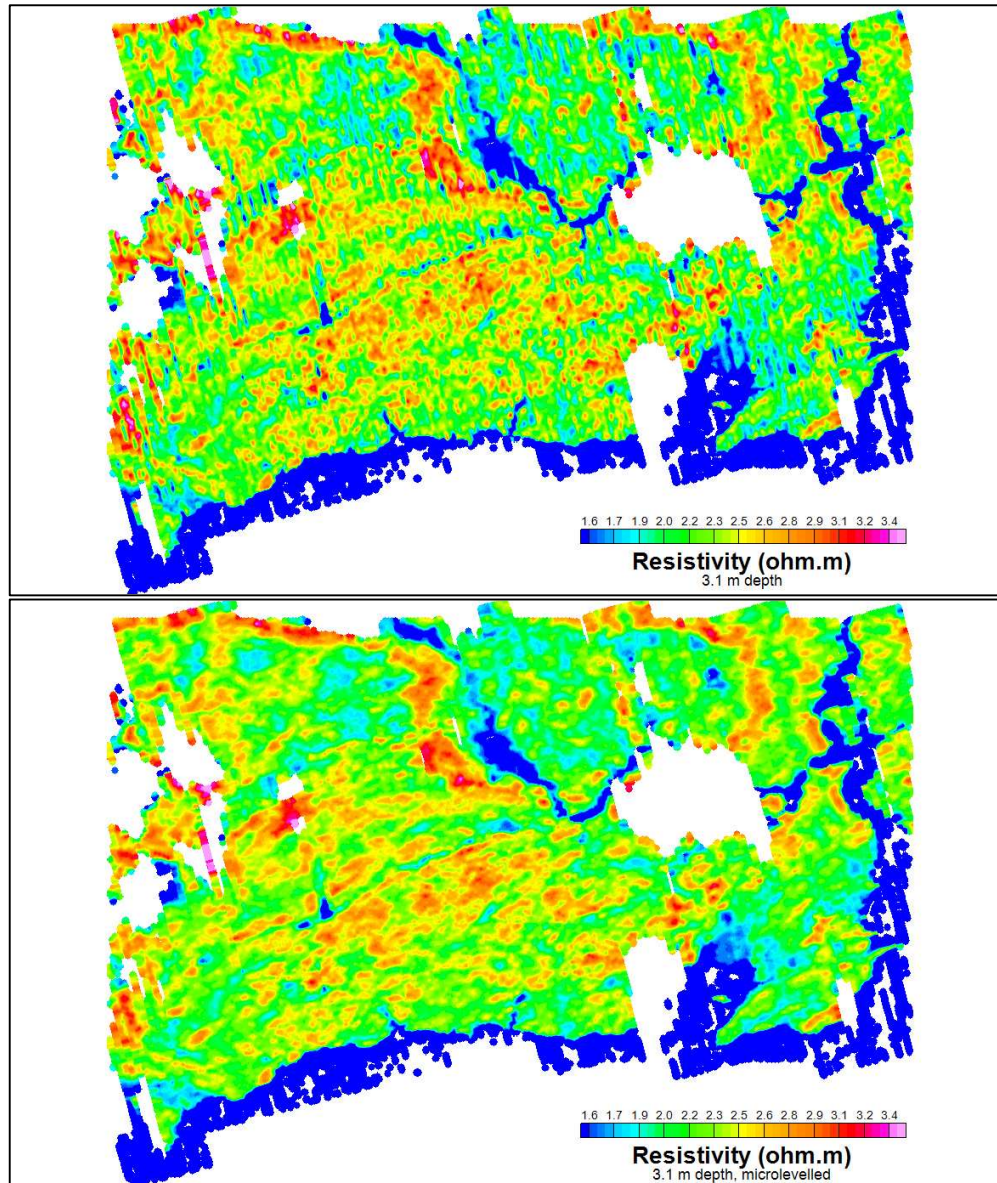 1.6 1.7 1.9 2.0 2.2 2.3 2.5 2.6 2.8 2.9 3.1 3.2 3.4
Resistivity (ohm.m)
3.1 m depth
1.6 1.7 1.9 2.0 2.2 2.3 2.5 2.6 2.8 2.9 3.1 3.2 3.4
Resistivity (ohm.m)
3.1 m depth, microlevelled